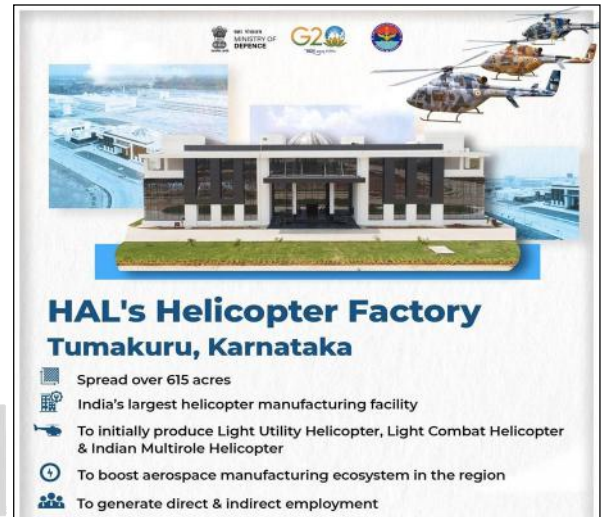 MINISTRY OF
DEFENCE
G20
HAL's Helicopter Factory
Tumakuru, Karnataka
Spread over 615 acres
India's largest helicopter manufacturing facility
To initially produce Light Utility Helicopter, Light Combat Helicopter
& Indian Multirole Helicopter
To boost aerospace manufacturing ecosystem in the region
To generate direct & indirect employment